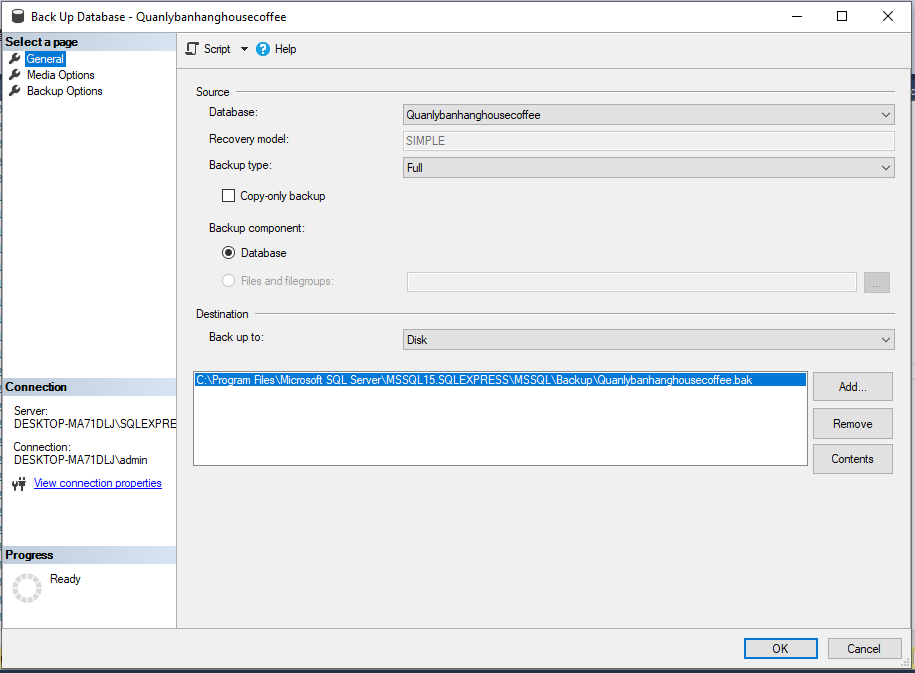 Back Up Database - Quanlybanhanghousecoffee
Select a page
General
Media Options
Backup Options
Script
Help
Source
Database:
Quanlybanhanghousecoffee
Recovery model:
SIMPLE
Backup type:
Full
Copy-only backup
Backup component:
Database
Files and filegroups:
...
Destination
Back up to:
Disk
C:\Program Files\Microsoft SQL Server\MSSQL15.SQLEXPRESS\MSSQL\Backup\Quanlybanhanghousecoffee.bak
Add...
Remove
Contents
Connection
Server:
DESKTOP-MA71DLJ\SQLEXPRE
Connection:
DESKTOP-MA71DLJ\admin
View connection properties
Progress
Ready
OK
Cancel